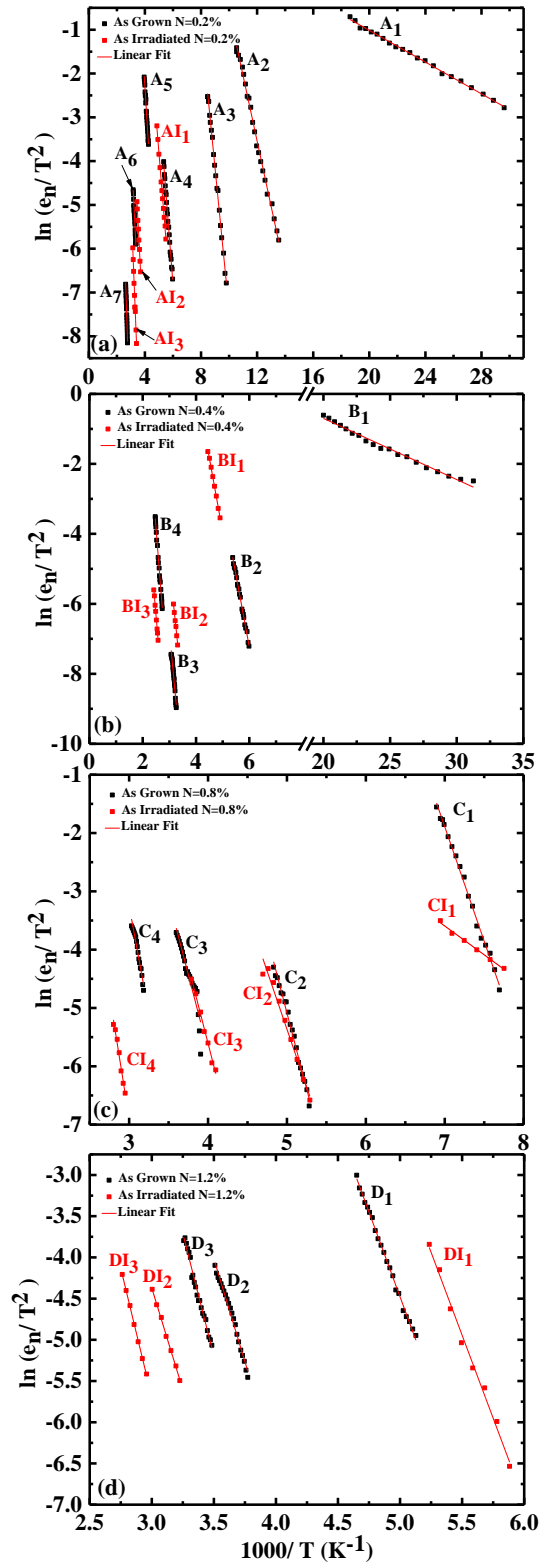 As Grown N=0.2%
As Irradiated N=0.2%
Linear Fit
A1
A2
A3
A4
A5
A6
A7
AI1
AI2
AI3
(a)
ln (en/ T2)
-1
-2
-3
-4
-5
-6
-7
-8
0 4 8 12 16 20 24 28
As Grown N=0.4%
As Irradiated N=0.4%
Linear Fit
B1
B2
B3
B4
BI1
BI2
BI3
(b)
ln (en/ T2)
0
-2
-4
-6
-8
-10
0 2 4 6 20 25 30 35
As Grown N=0.8%
As Irradiated N=0.8%
Linear Fit
C1
C2
C3
C4
CI1
CI2
CI3
CI4
(c)
ln (en/ T2)
-1
-2
-3
-4
-5
-6
-7
3 4 5 6 7 8
As Grown N=1.2%
As Irradiated N=1.2%
Linear Fit
D1
D2
D3
DI1
DI2
DI3
(d)
ln (en/ T2)
-3.0
-3.5
-4.0
-4.5
-5.0
-5.5
-6.0
-6.5
-7.0
2.5 3.0 3.5 4.0 4.5 5.0 5.5 6.0
1000/ T (K-1)